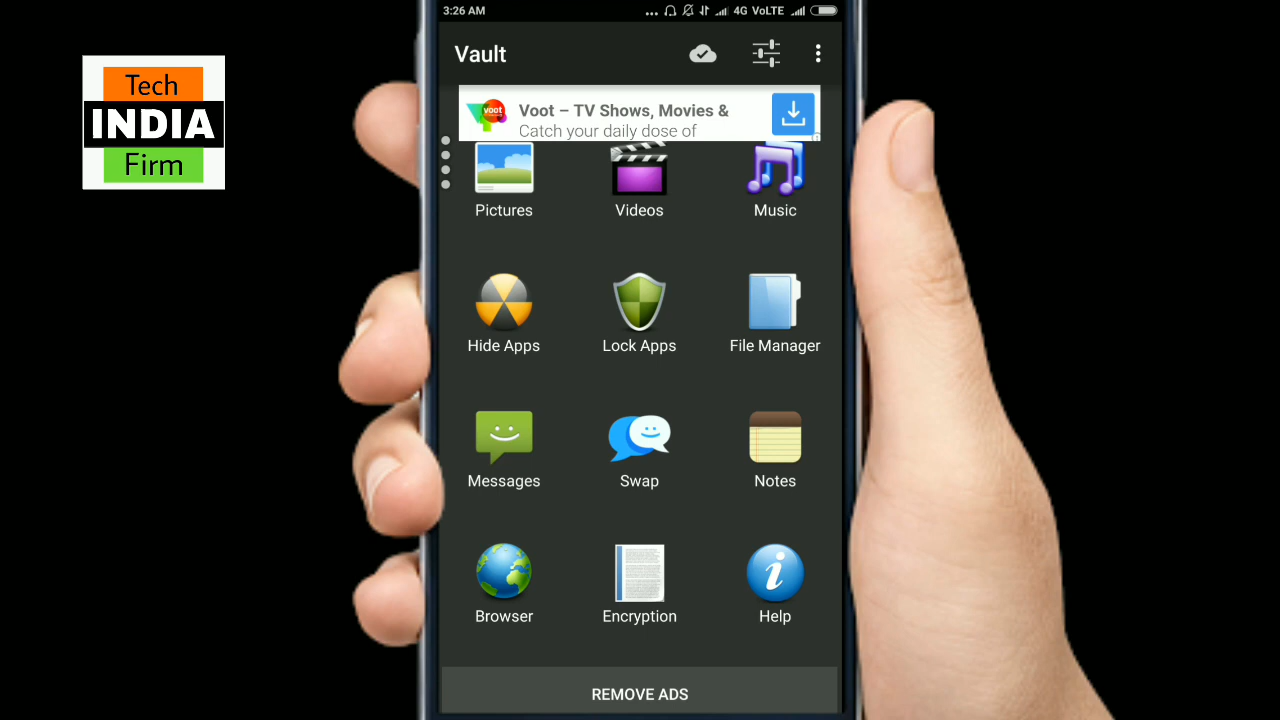 3:26 AM
... 4G VoLTE
Vault
Tech
INDIA
Firm
Voot – TV Shows, Movies &
Catch your daily dose of
voot
Pictures
Videos
Music
Hide Apps
Lock Apps
File Manager
Messages
Swap
Notes
Browser
Encryption
Help
REMOVE ADS